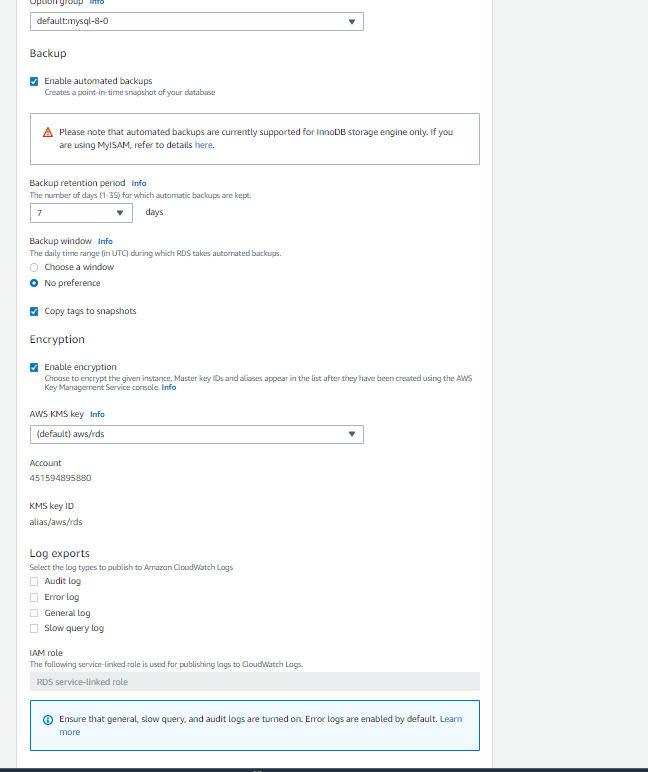 Option group Info
default:mysql-8-0
Backup
Enable automated backups
Creates a point-in-time snapshot of your database
Please note that automated backups are currently supported for InnoDB storage engine only. If you
are using MyISAM, refer to details here.
Backup retention period Info
The number of days (1-35) for which automatic backups are kept.
7 days
Backup window Info
The daily time range (in UTC) during which RDS takes automated backups.
Choose a window
No preference
Copy tags to snapshots
Encryption
Enable encryption
Choose to encrypt the given instance. Master key IDs and aliases appear in the list after they have been created using the AWS
Key Management Service console. Info
AWS KMS key Info
(default) aws/rds
Account
451594895880
KMS key ID
alias/aws/rds
Log exports
Select the log types to publish to Amazon CloudWatch Logs
Audit log
Error log
General log
Slow query log
IAM role
The following service-linked role is used for publishing logs to CloudWatch Logs.
RDS service-linked role
Ensure that general, slow query, and audit logs are turned on. Error logs are enabled by default. Learn
more